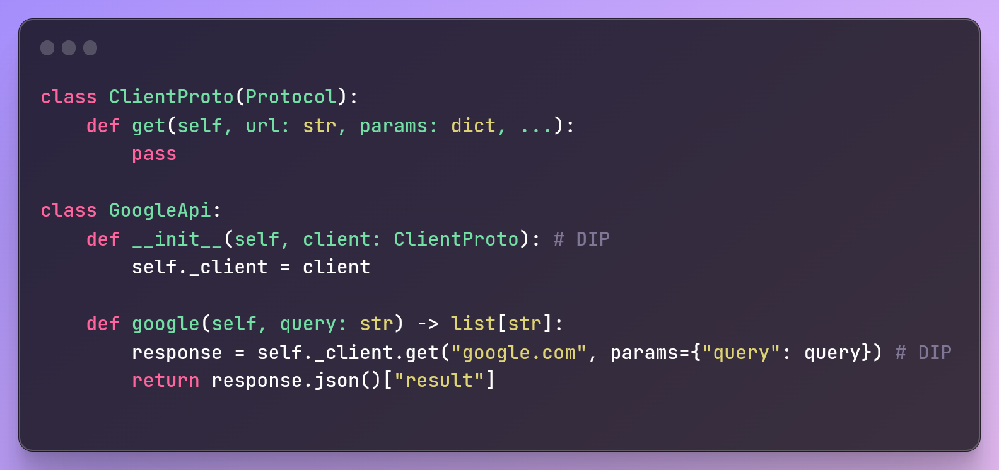 class ClientProto(Protocol):
    def get(self, url: str, params: dict, ...):
        pass

class GoogleApi:
    def __init__(self, client: ClientProto): # DIP
        self._client = client

    def google(self, query: str) -> list[str]:
        response = self._client.get("google.com", params={"query": query}) # DIP
        return response.json()["result"]